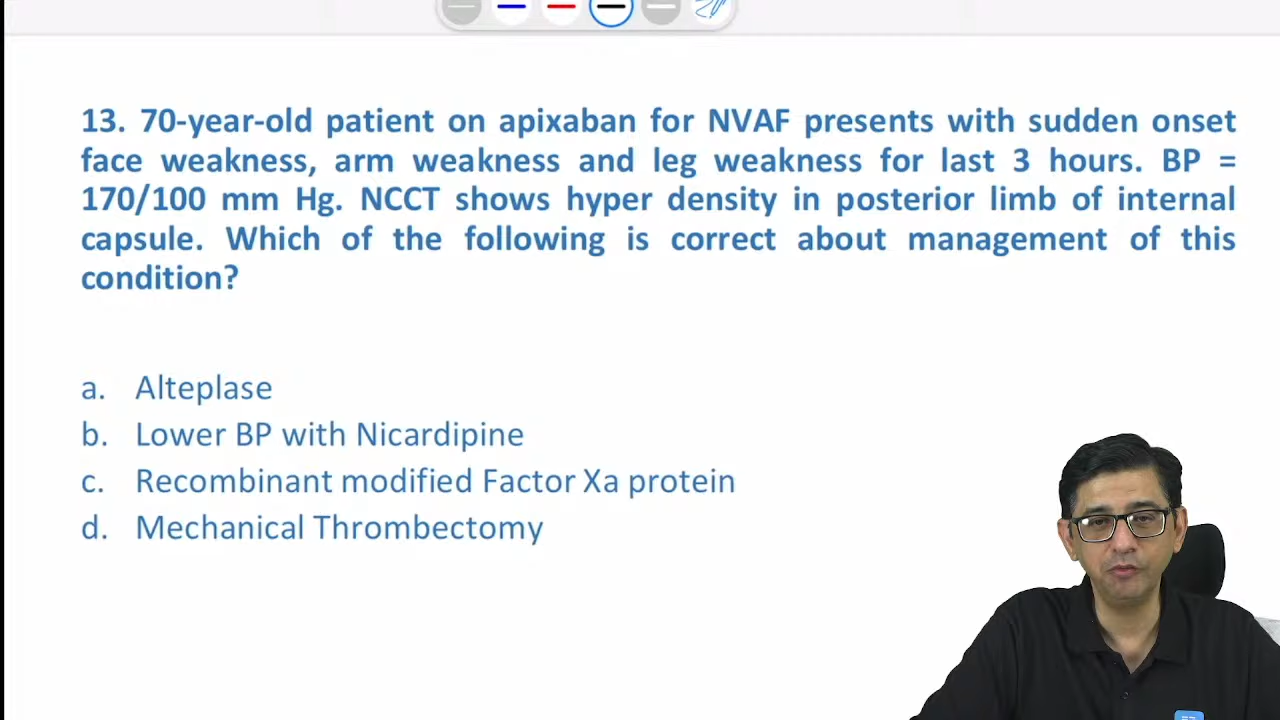 13. 70-year-old patient on apixaban for NVAF presents with sudden onset
face weakness, arm weakness and leg weakness for last 3 hours. BP =
170/100 mm Hg. NCCT shows hyper density in posterior limb of internal
capsule. Which of the following is correct about management of this
condition?
a. Alteplase
b. Lower BP with Nicardipine
c. Recombinant modified Factor Xa protein
d. Mechanical Thrombectomy